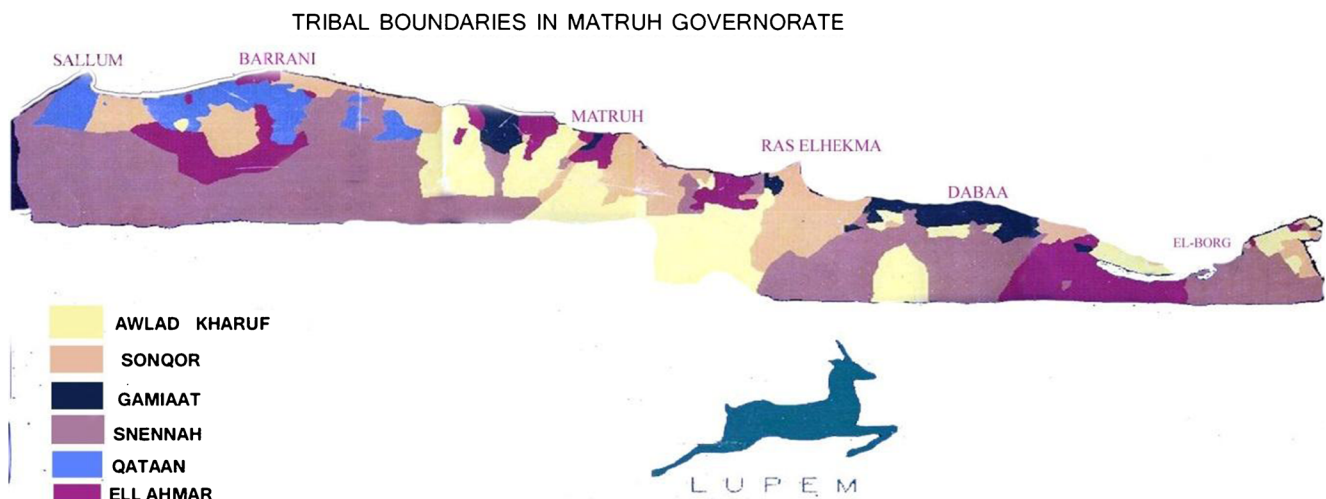 TRIBAL BOUNDARIES IN MATRUH GOVERNORATE
SALLUM
BARRANI
MATRUH
RAS ELHEKMA
DABAA
EL-BORG
AWLAD KHARUF
SONQOR
GAMIAAT
SNENNAH
QATAAN
ELL AHMAR
LUPEM